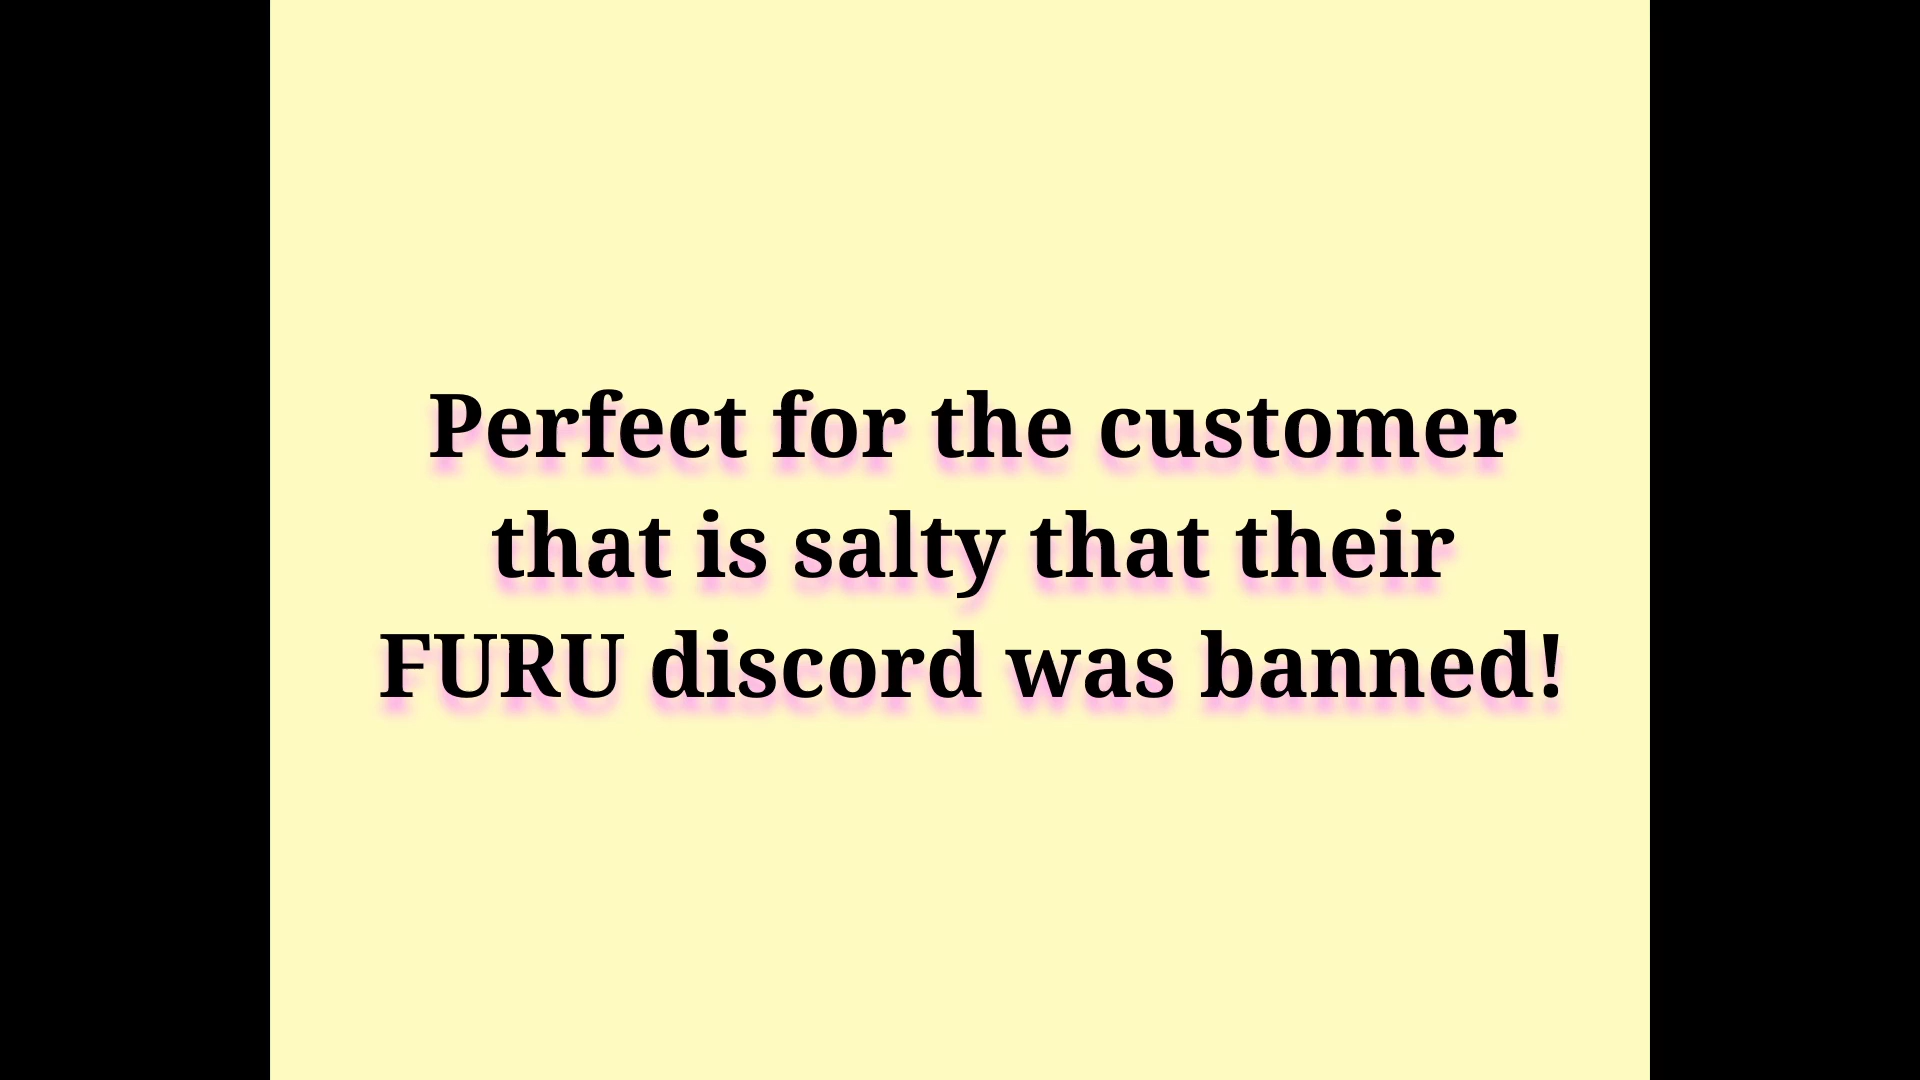 Perfect for the customer
that is salty that their
FURU discord was banned!